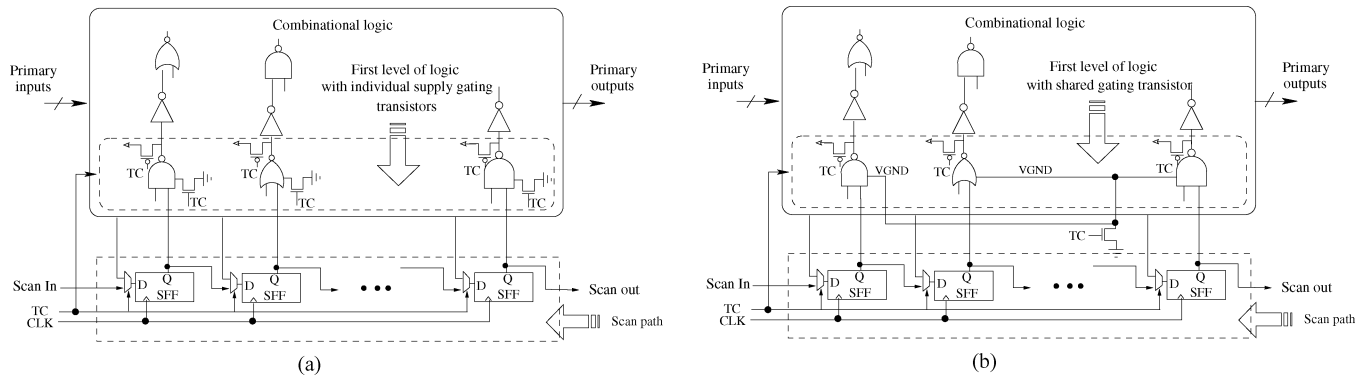 Combinational logic
Primary
inputs
First level of logic
with individual supply gating
transistors
Primary
outputs
TC
TC
TC
TC
TC
TC
Scan In
D
Q
SFF
D
Q
SFF
D
Q
SFF
Scan out
TC
CLK
Scan path
(a)
Combinational logic
Primary
inputs
First level of logic
with shared gating transistor
Primary
outputs
TC
VGND
TC
VGND
TC
TC
Scan In
D
Q
SFF
D
Q
SFF
D
Q
SFF
Scan out
TC
CLK
Scan path
(b)